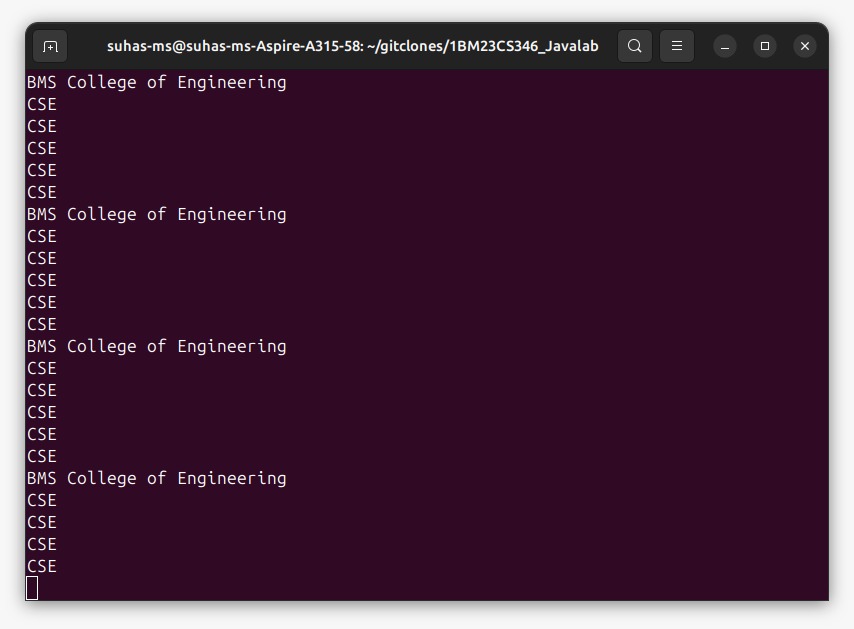 suhas-ms@suhas-ms-Aspire-A315-58: ~/gitclones/1BM23CS346_Javalab
BMS College of Engineering
CSE
CSE
CSE
CSE
CSE
BMS College of Engineering
CSE
CSE
CSE
CSE
CSE
BMS College of Engineering
CSE
CSE
CSE
CSE
CSE
BMS College of Engineering
CSE
CSE
CSE
CSE